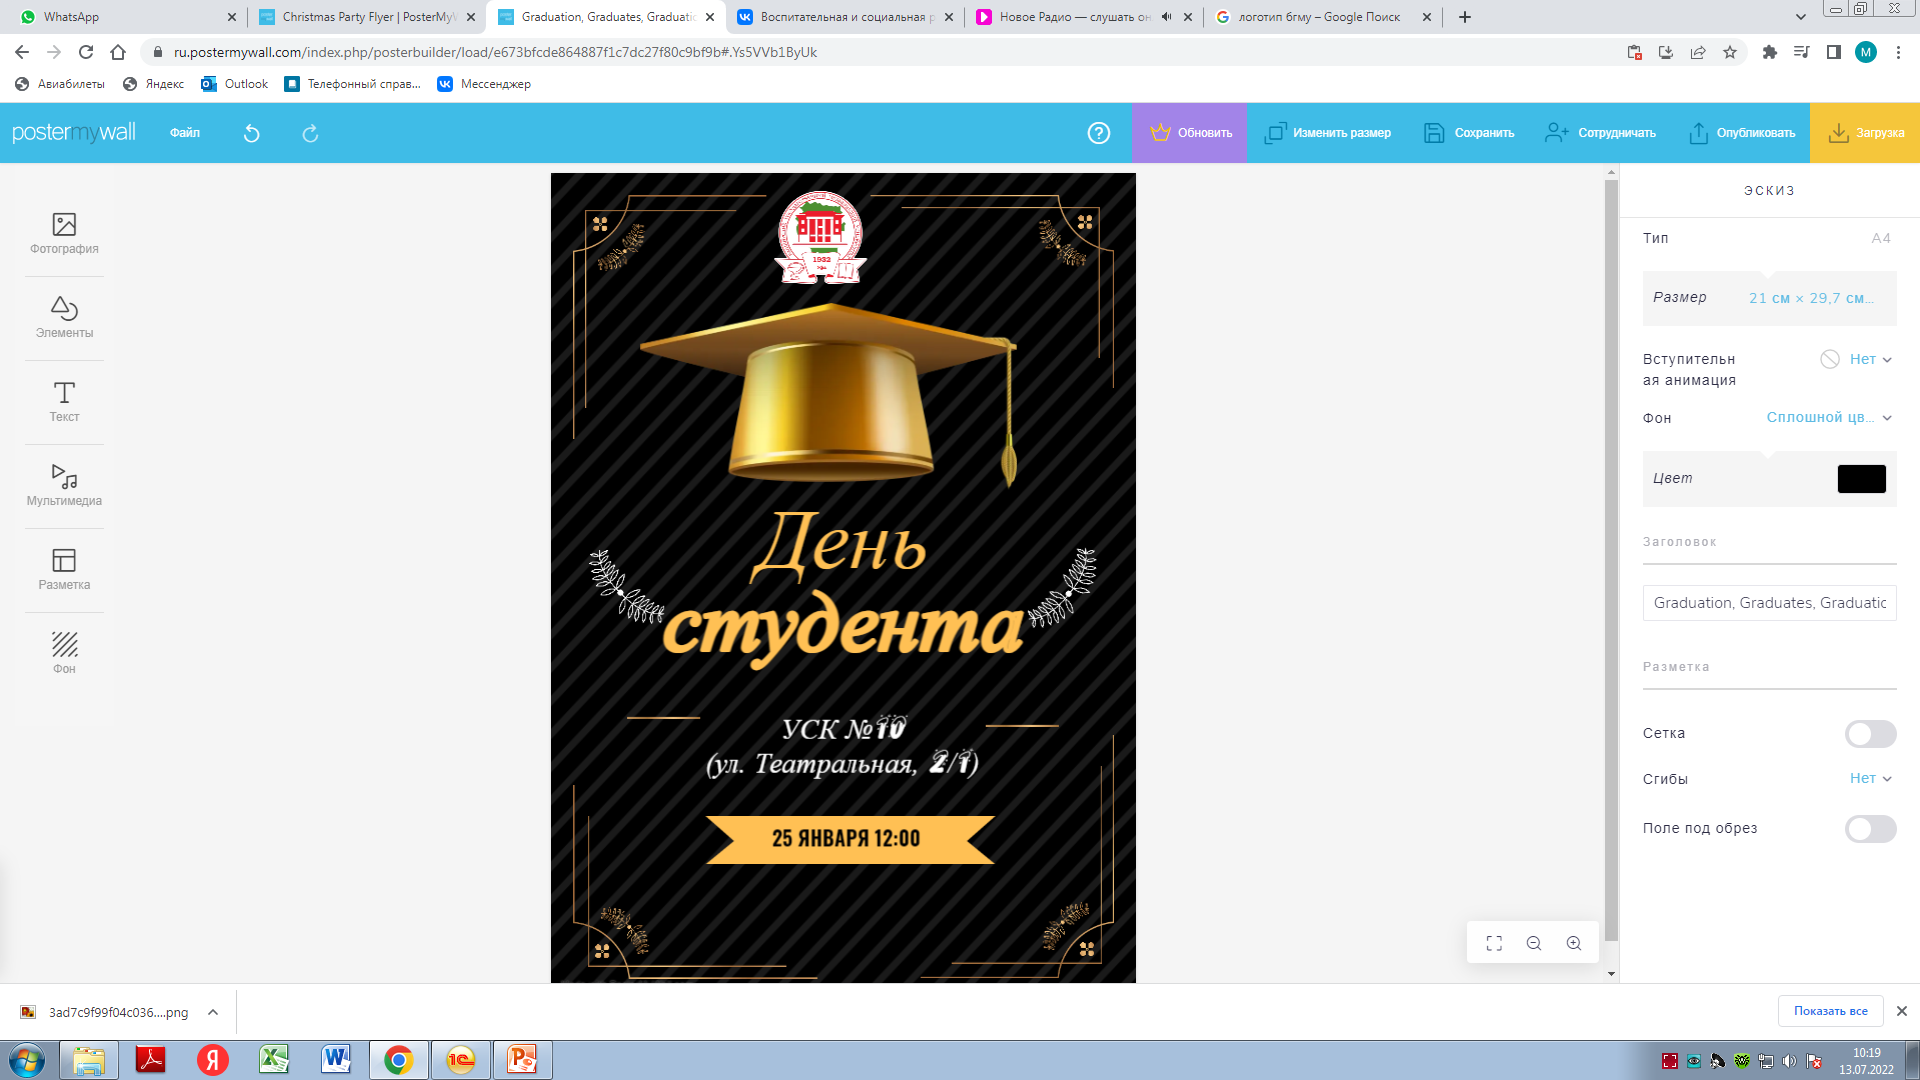 WhatsApp
Christmas Party Flyer | PosterMyW
Graduation, Graduates, Graduatic
Воспитательная и социальная р
Новое Радио — слушать он
логотип бгму – Google Поиск
ru.postermywall.com/index.php/posterbuilder/load/e673bfcde864887f1c7dc27f80c9bf9b#.Ys5VVb1ByUk
M
Авиабилеты
Яндекс
Outlook
Телефонный справ...
Мессенджер
postermywall
Файл
Обновить
Изменить размер
Сохранить
Сотрудничать
Опубликовать
Загрузка
Фотография
Элементы
Текст
Мультимедиа
Разметка
Фон
1932
День
студента
УСК №10
(ул. Театральная, 2/1)
25 ЯНВАРЯ 12:00
ЭСКИЗ
Тип
A4
Размер
21 см × 29,7 см...
Вступительн
ая анимация
Нет
Фон
Сплошной цв...
Цвет
Заголовок
Graduation, Graduates, Graduatic
Разметка
Сетка
Сгибы
Нет
Поле под обрез
3ad7c9f99f04c036....png
Показать все
10:19
13.07.2022